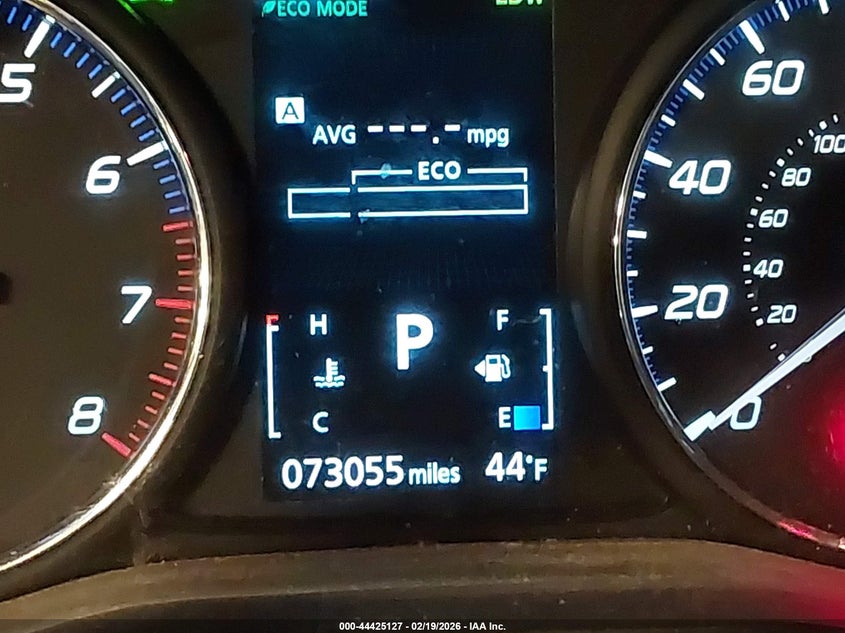 ECO MODE
LDW
A
AVG ---.- mpg
ECO
5
6
7
8
H
P
F
C
E
073055 miles 44°F
60
40
20
0
100
80
60
40
20
000-44425127 - 02/19/2026 - IAA Inc.